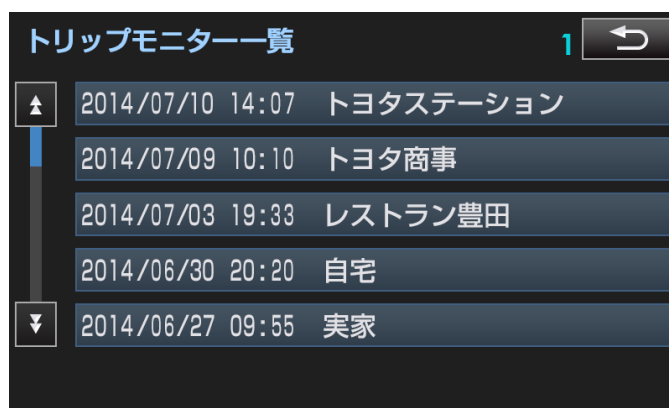 トリップモニター一覧 1
2014/07/10 14:07 トヨタステーション
2014/07/09 10:10 トヨタ商事
2014/07/03 19:33 レストラン豊田
2014/06/30 20:20 自宅
2014/06/27 09:55 実家